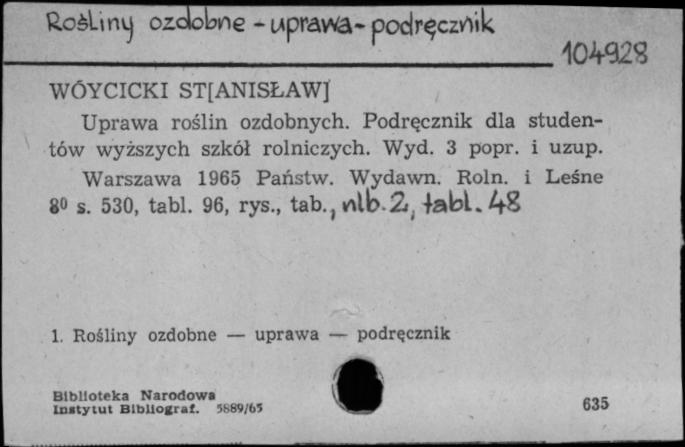 Rośliny ozdobne - uprawa - podręcznik
104928
WÓYCICKI ST[ANISŁAW]
Uprawa roślin ozdobnych. Podręcznik dla studen-
tów wyższych szkół rolniczych. Wyd. 3 popr. i uzup.
Warszawa 1965 Państw. Wydawn. Roln. i Leśne
8⁰ s. 530, tabl. 96, rys., tab., nlb. 2, tabl. 48
1. Rośliny ozdobne — uprawa — podręcznik
Biblioteka Narodowa
Instytut Bibliograf. 5889/65
635